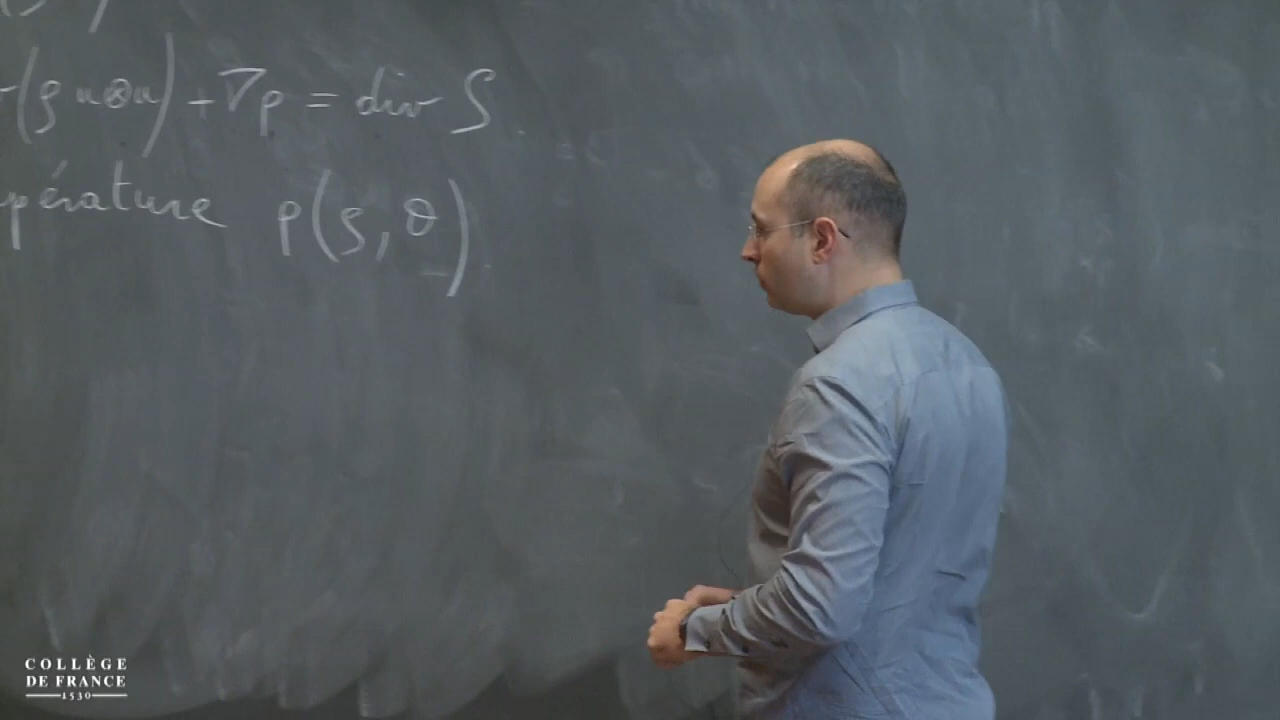 (ρ u⊗u) + ∇p = div S
pérature p(ρ, θ)
COLLÈGE
DE FRANCE
1530